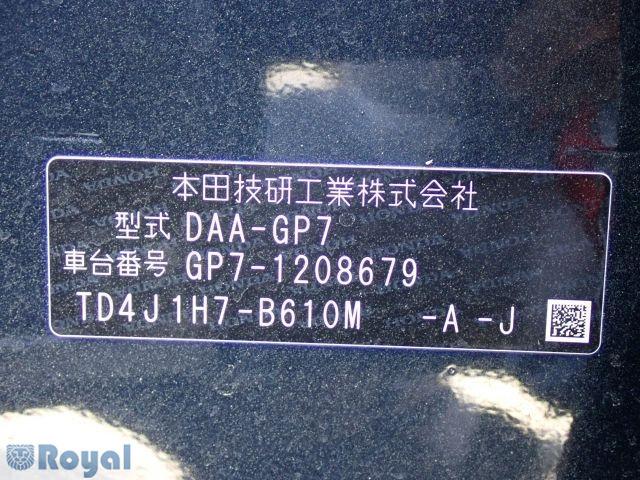 本田技研工業株式会社
型式 DAA-GP7
車台番号 GP7-1208679
TD4J1H7-B610M -A -J
Royal